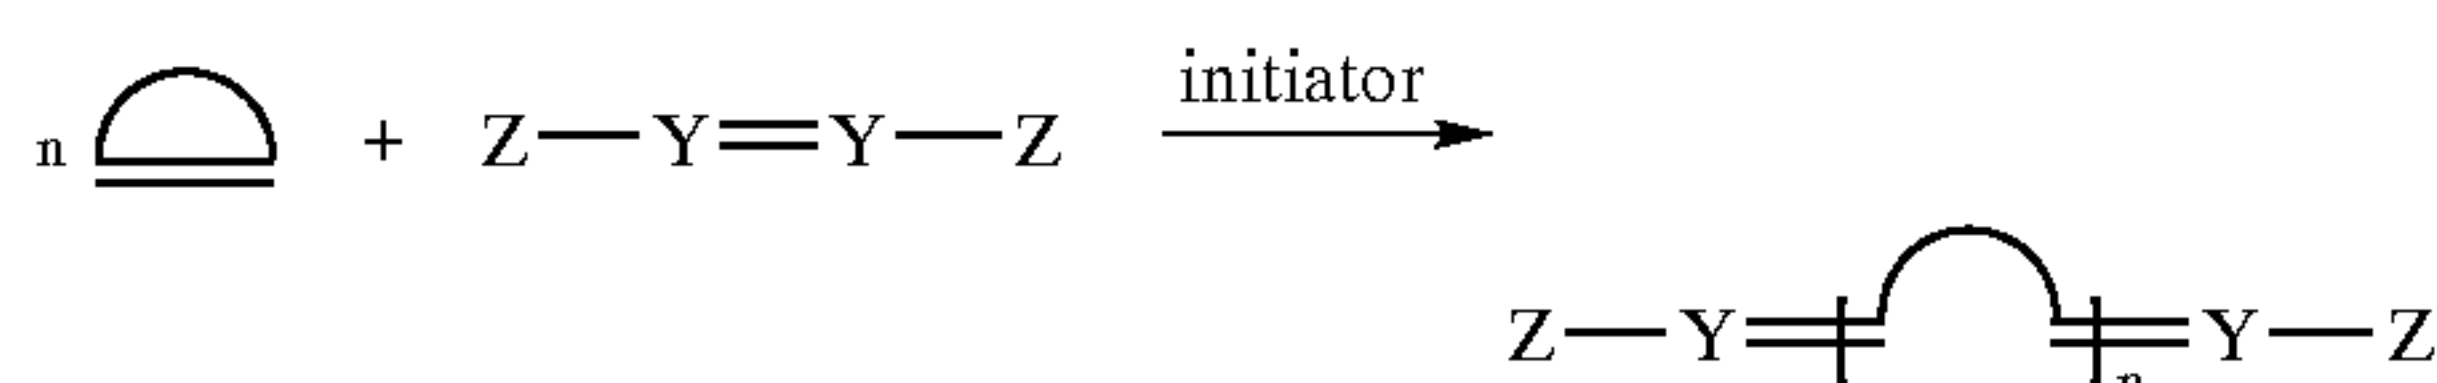 initiator
n + Z—Y=Y—Z
Z—Y= =Y—Z
n